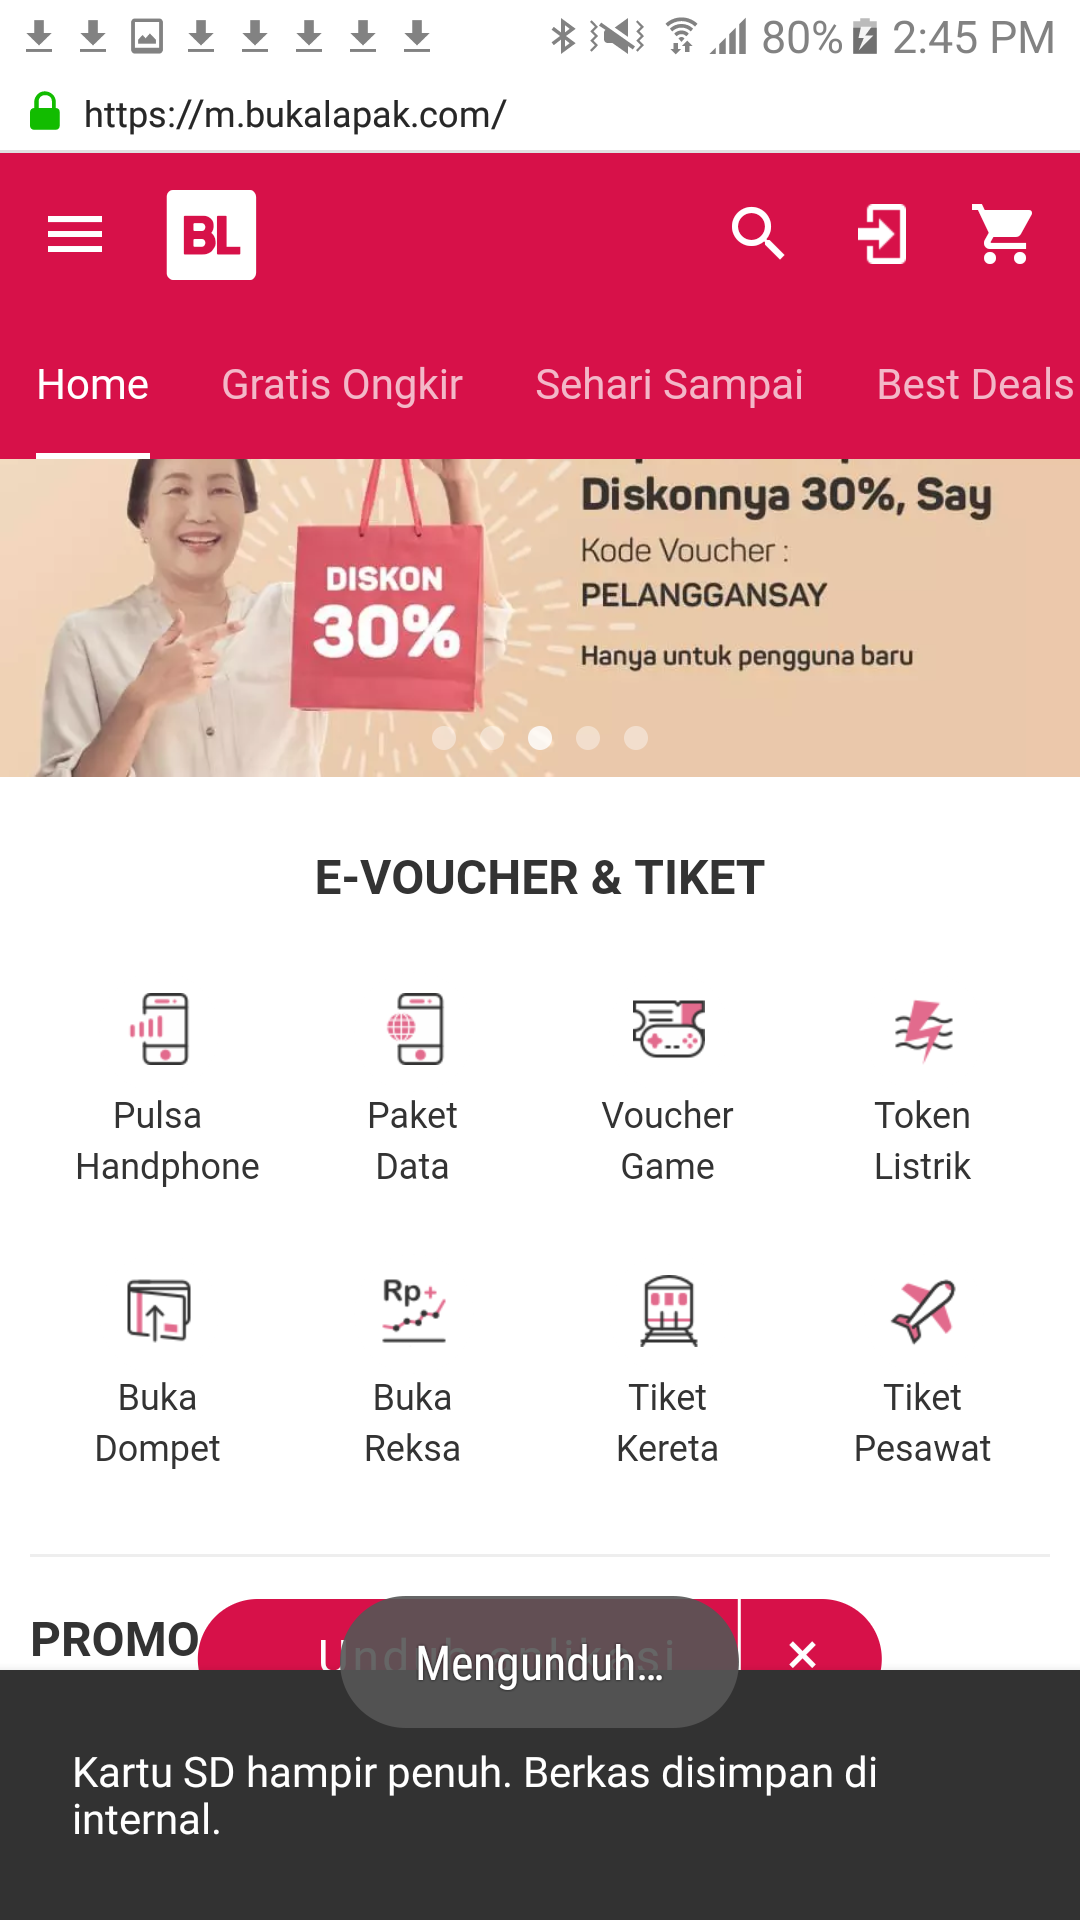 80% 2:45 PM
https://m.bukalapak.com/
BL
Home Gratis Ongkir Sehari Sampai Best Deals
Diskonnya 30%, Say
Kode Voucher :
PELANGGANSAY
Hanya untuk pengguna baru
DISKON
30%
E-VOUCHER & TIKET
Pulsa
Handphone
Paket
Data
Voucher
Game
Token
Listrik
Buka
Dompet
Rp+
Buka
Reksa
Tiket
Kereta
Tiket
Pesawat
PROMO
Unduh aplikasi
Mengunduh...
Kartu SD hampir penuh. Berkas disimpan di
internal.